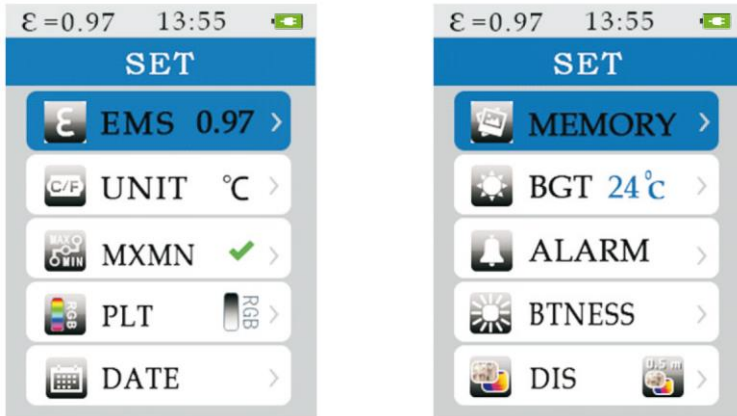 ε=0.97 13:55
SET
ε EMS 0.97 >
C/F UNIT °C >
MAX MIN MXMN >
RGB PLT RGB >
DATE >
ε=0.97 13:55
SET
MEMORY >
BGT 24°c >
ALARM >
BTNESS >
DIS 0.5 m >